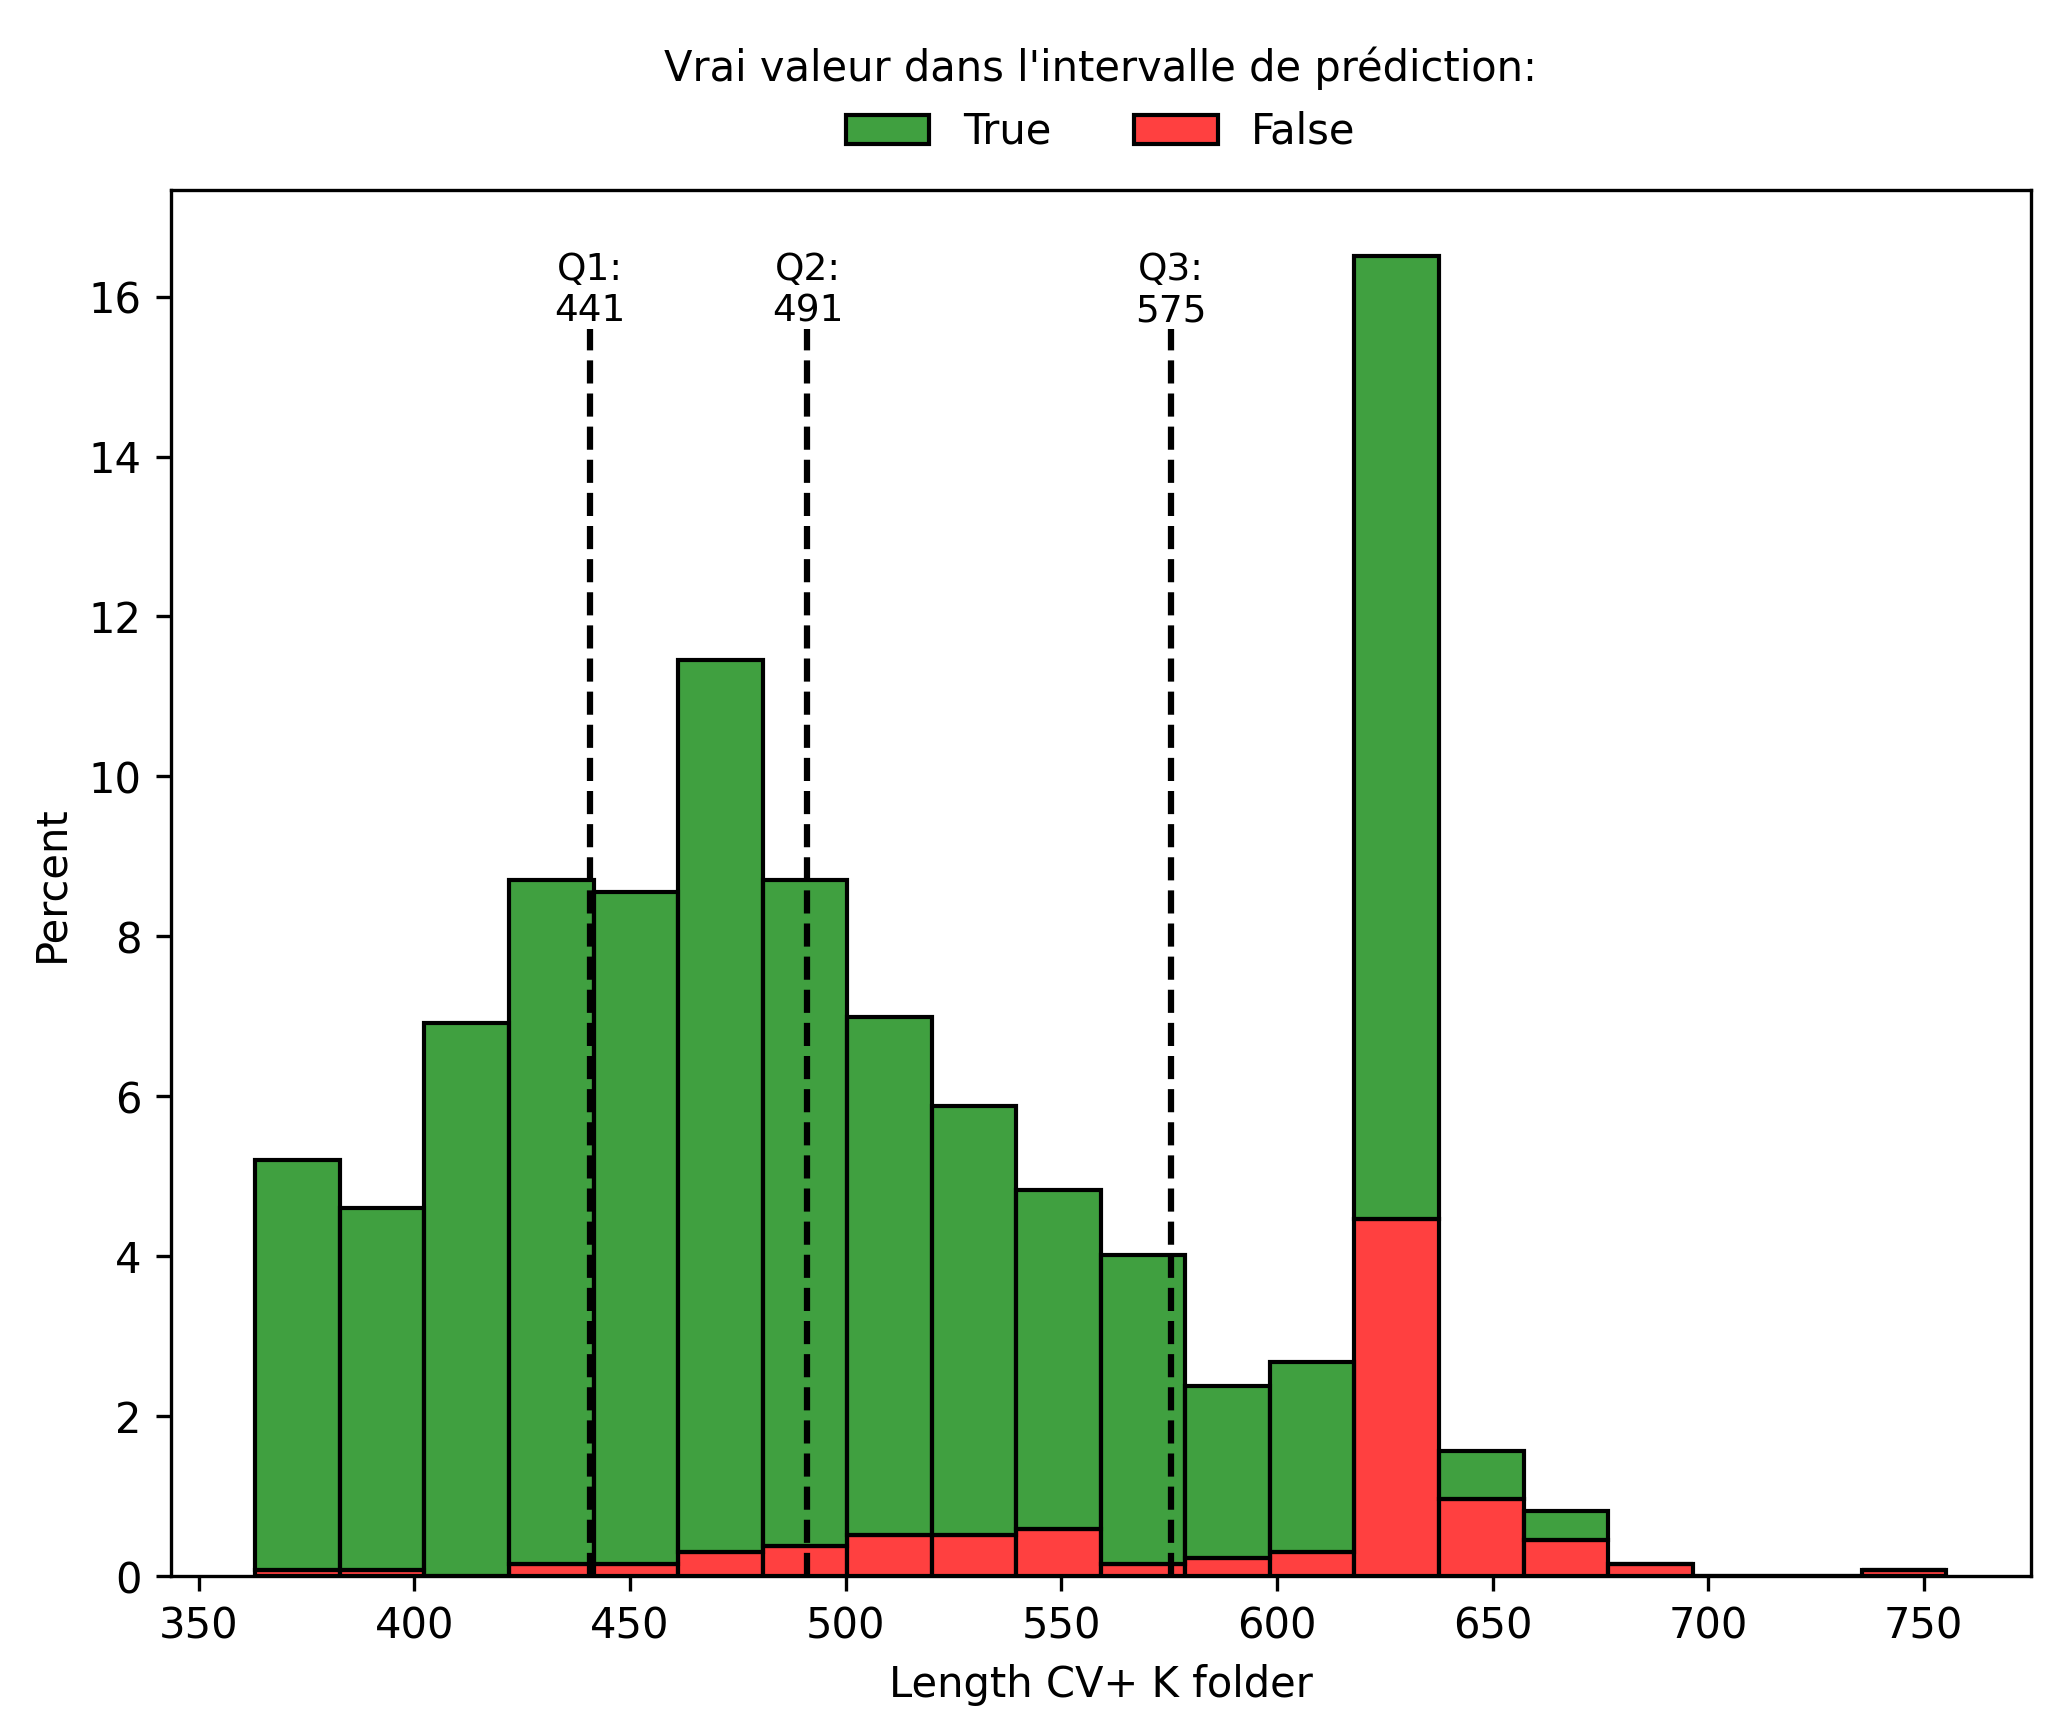 Vrai valeur dans l'intervalle de prédiction:
True False
Q1:
441
Q2:
491
Q3:
575
16
14
12
10
8
6
4
2
0
Percent
350 400 450 500 550 600 650 700 750
Length CV+ K folder